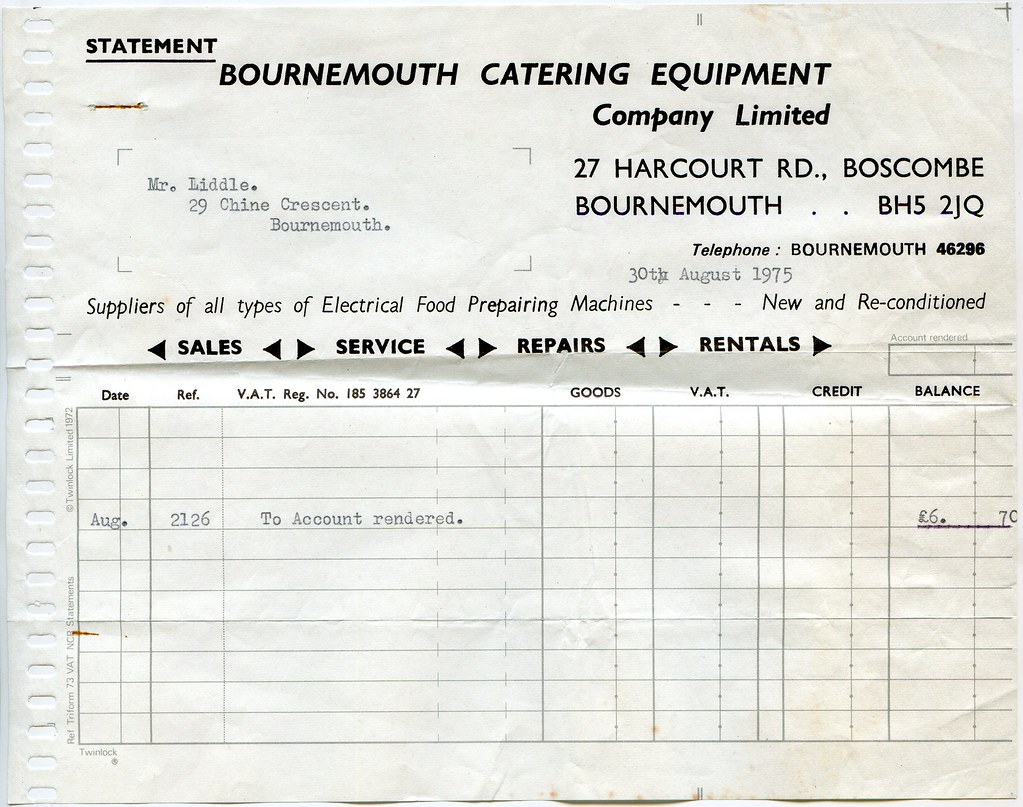 STATEMENT
BOURNEMOUTH CATERING EQUIPMENT
Company Limited
27 HARCOURT RD., BOSCOMBE
BOURNEMOUTH . . BH5 2JQ
Telephone : BOURNEMOUTH 46296
Mr. Liddle.
29 Chine Crescent.
Bournemouth.
30th August 1975
Suppliers of all types of Electrical Food Prepairing Machines - - - New and Re-conditioned
◀ SALES ◀ ▶ SERVICE ◀ ▶ REPAIRS ◀ ▶ RENTALS ▶
Account rendered
Date Ref. V.A.T. Reg. No. 185 3864 27 GOODS V.A.T. CREDIT BALANCE
Aug. 2126 To Account rendered. £6. 70
© Twinlock Limited 1972
Ref Triform 73 VAT NCR Statements
Twinlock ®